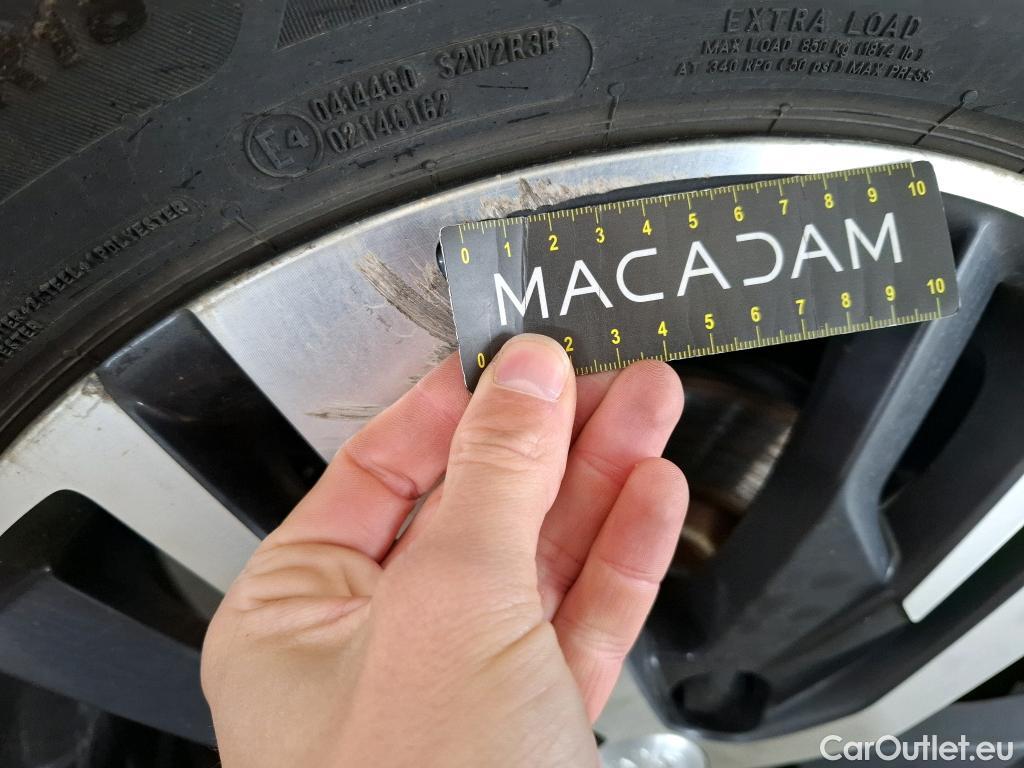 R18
EXTRA LOAD
MAX LOAD 850 kg (1874 lb)
AT 340 KPa (50 psi) MAX PRESS
0414460 S2W2R3R
02146162
E4
POLYESTER
0 1 2 3 4 5 6 7 8 9 10
MACADAM
0 2 3 4 5 6 7 8 9 10
CarOutlet.eu